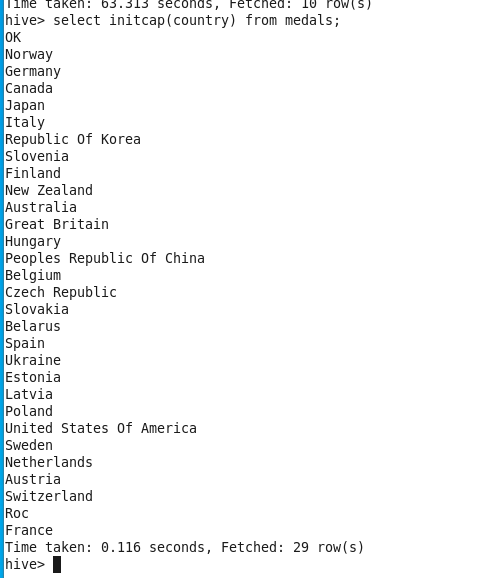 Time taken: 63.313 seconds, Fetched: 10 row(s)
hive> select initcap(country) from medals;
OK
Norway
Germany
Canada
Japan
Italy
Republic Of Korea
Slovenia
Finland
New Zealand
Australia
Great Britain
Hungary
Peoples Republic Of China
Belgium
Czech Republic
Slovakia
Belarus
Spain
Ukraine
Estonia
Latvia
Poland
United States Of America
Sweden
Netherlands
Austria
Switzerland
Roc
France
Time taken: 0.116 seconds, Fetched: 29 row(s)
hive>